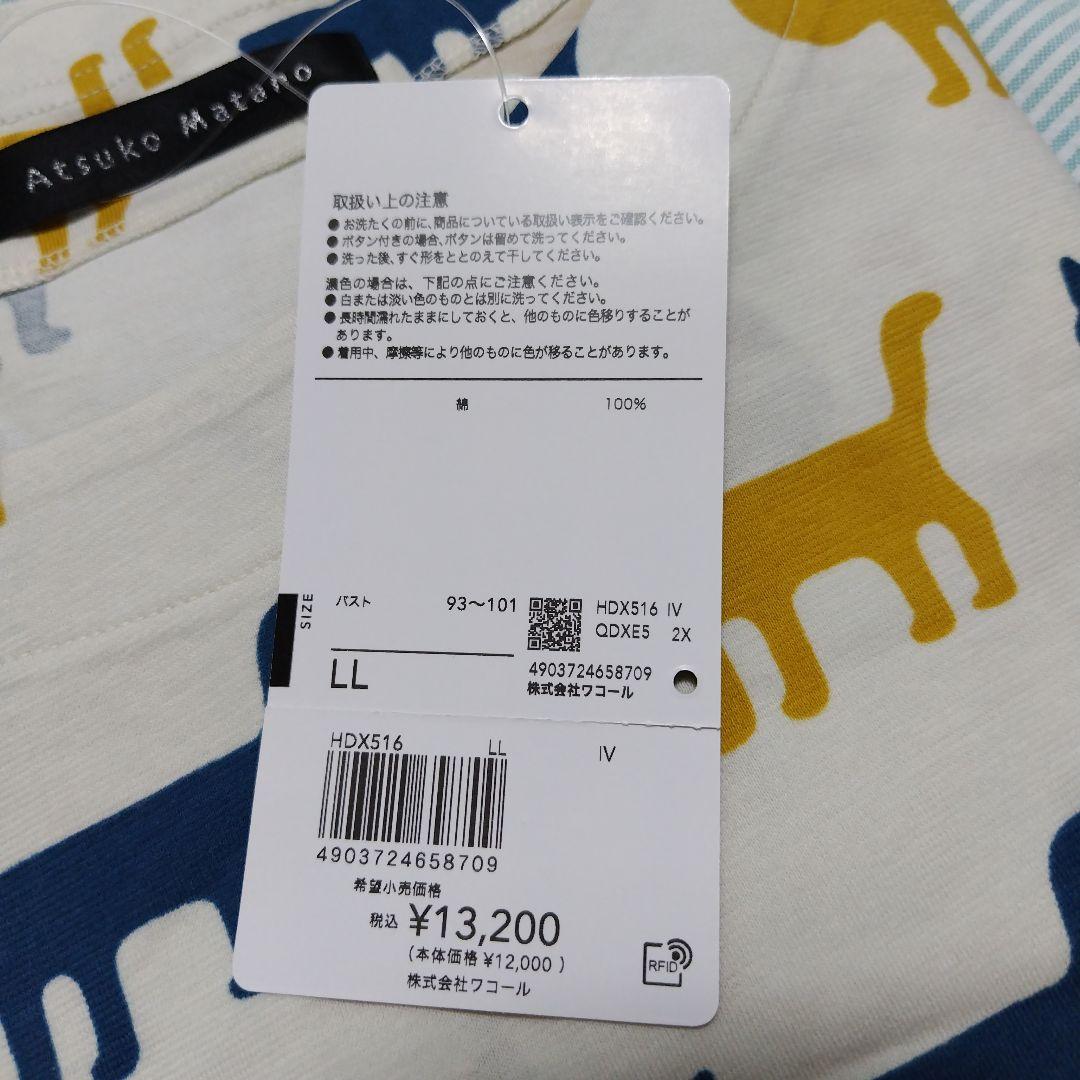 Atsuko Matano
取扱い上の注意
●お洗たくの前に、商品についている取扱い表示をご確認ください。
●ボタン付きの場合、ボタンは留めて洗ってください。
●洗った後、すぐ形をととのえて干してください。
濃色の場合は、下記の点にご注意ください。
●白または淡い色のものとは別に洗ってください。
●長時間濡れたままにしておくと、他のものに色移りすることが
あります。
●着用中、摩擦等により他のものに色が移ることがあります。
綿 100%
SIZE
バスト 93〜101
LL
HDX516 IV
QDXE5 2X
4903724658709
株式会社ワコール
HDX516 LL IV
4903724658709
希望小売価格
税込 ¥13,200
(本体価格 ¥12,000 )
株式会社ワコール
RFID